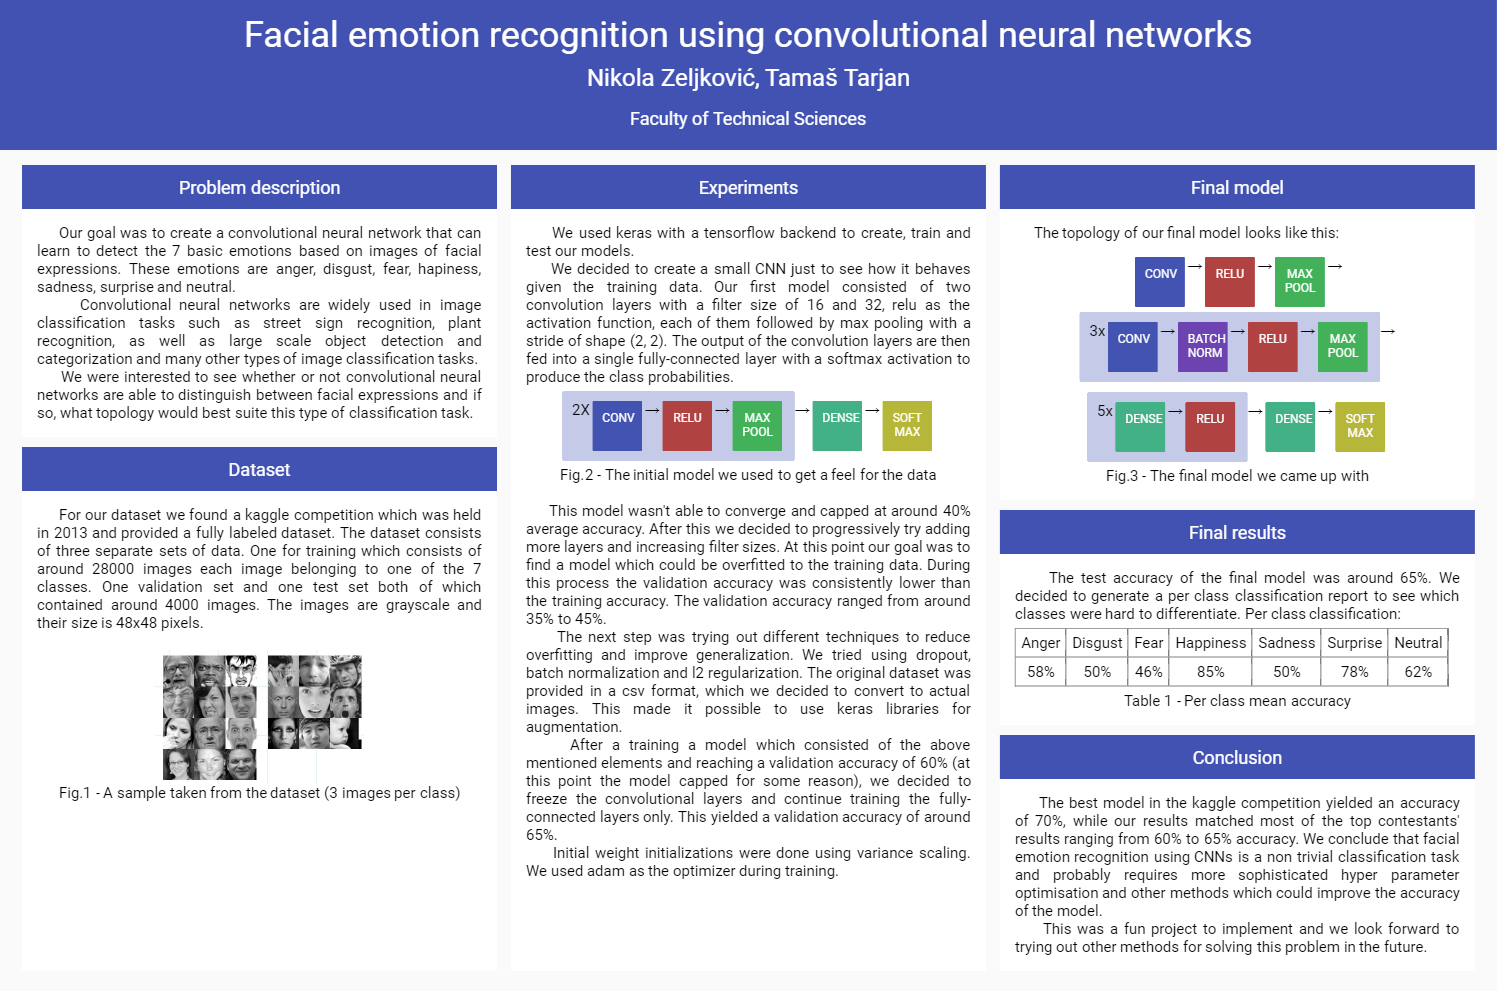 Facial emotion recognition using convolutional neural networks
Nikola Zeljković, Tamaš Tarjan
Faculty of Technical Sciences
Problem description
Our goal was to create a convolutional neural network that can
learn to detect the 7 basic emotions based on images of facial
expressions. These emotions are anger, disgust, fear, hapiness,
sadness, surprise and neutral.
Convolutional neural networks are widely used in image
classification tasks such as street sign recognition, plant
recognition, as well as large scale object detection and
categorization and many other types of image classification tasks.
We were interested to see whether or not convolutional neural
networks are able to distinguish between facial expressions and if
so, what topology would best suite this type of classification task.
Dataset
For our dataset we found a kaggle competition which was held
in 2013 and provided a fully labeled dataset. The dataset consists
of three separate sets of data. One for training which consists of
around 28000 images each image belonging to one of the 7
classes. One validation set and one test set both of which
contained around 4000 images. The images are grayscale and
their size is 48x48 pixels.
Fig.1 - A sample taken from the dataset (3 images per class)
Experiments
We used keras with a tensorflow backend to create, train and
test our models.
We decided to create a small CNN just to see how it behaves
given the training data. Our first model consisted of two
convolution layers with a filter size of 16 and 32, relu as the
activation function, each of them followed by max pooling with a
stride of shape (2, 2). The output of the convolution layers are then
fed into a single fully-connected layer with a softmax activation to
produce the class probabilities.
2X CONV → RELU → MAX POOL → DENSE → SOFT MAX
Fig.2 - The initial model we used to get a feel for the data
This model wasn't able to converge and capped at around 40%
average accuracy. After this we decided to progressively try adding
more layers and increasing filter sizes. At this point our goal was to
find a model which could be overfitted to the training data. During
this process the validation accuracy was consistently lower than
the training accuracy. The validation accuracy ranged from around
35% to 45%.
The next step was trying out different techniques to reduce
overfitting and improve generalization. We tried using dropout,
batch normalization and l2 regularization. The original dataset was
provided in a csv format, which we decided to convert to actual
images. This made it possible to use keras libraries for
augmentation.
After a training a model which consisted of the above
mentioned elements and reaching a validation accuracy of 60% (at
this point the model capped for some reason), we decided to
freeze the convolutional layers and continue training the fully-
connected layers only. This yielded a validation accuracy of around
65%.
Initial weight initializations were done using variance scaling.
We used adam as the optimizer during training.
Final model
The topology of our final model looks like this:
CONV → RELU → MAX POOL →
3x CONV → BATCH NORM → RELU → MAX POOL →
5x DENSE → RELU → DENSE → SOFT MAX
Fig.3 - The final model we came up with
Final results
The test accuracy of the final model was around 65%. We
decided to generate a per class classification report to see which
classes were hard to differentiate. Per class classification:
Anger Disgust Fear Happiness Sadness Surprise Neutral
58% 50% 46% 85% 50% 78% 62%
Table 1 - Per class mean accuracy
Conclusion
The best model in the kaggle competition yielded an accuracy
of 70%, while our results matched most of the top contestants'
results ranging from 60% to 65% accuracy. We conclude that facial
emotion recognition using CNNs is a non trivial classification task
and probably requires more sophisticated hyper parameter
optimisation and other methods which could improve the accuracy
of the model.
This was a fun project to implement and we look forward to
trying out other methods for solving this problem in the future.